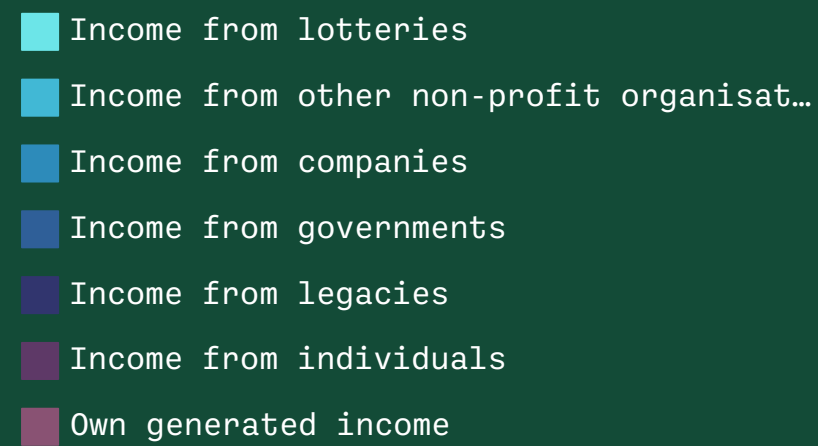 Income from lotteries
Income from other non-profit organisat…
Income from companies
Income from governments
Income from legacies
Income from individuals
Own generated income